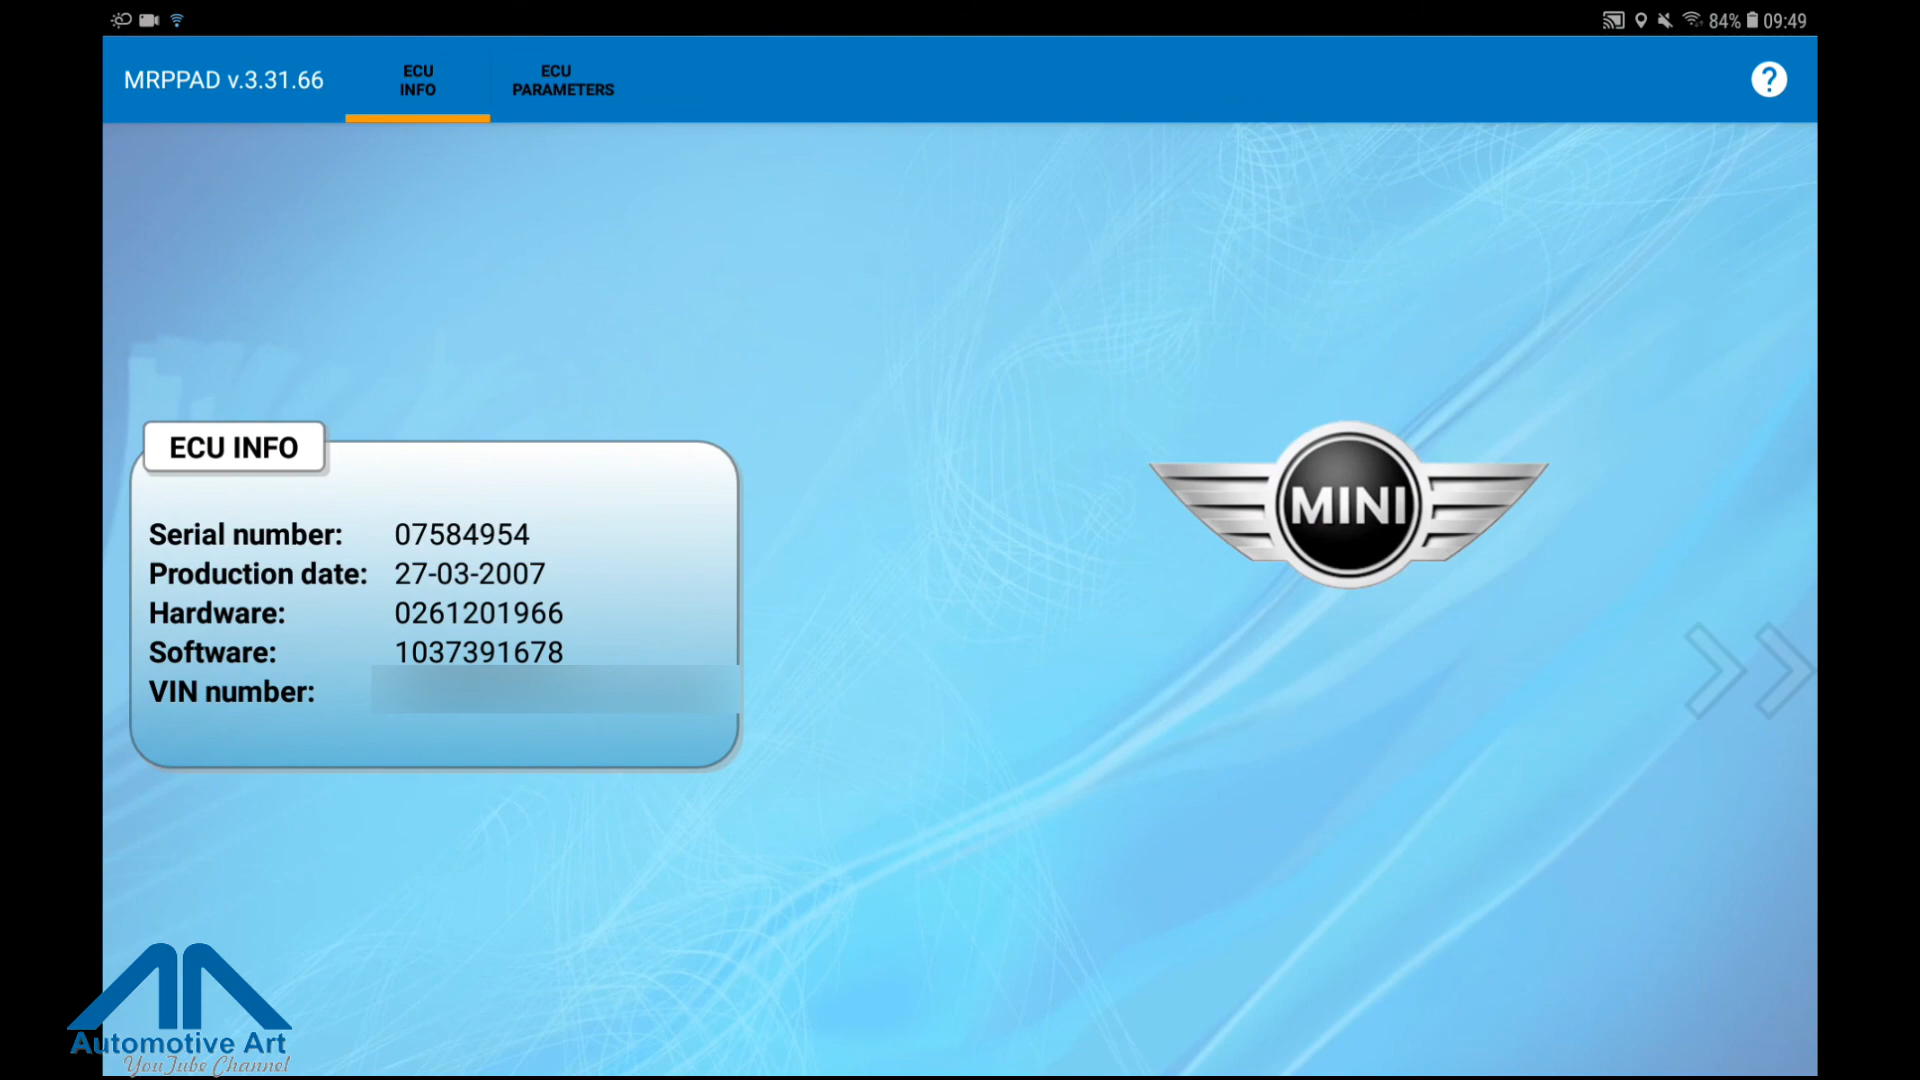 84% 09:49
MRPPAD v.3.31.66
ECU
INFO
ECU
PARAMETERS
?
ECU INFO
Serial number: 07584954
Production date: 27-03-2007
Hardware: 0261201966
Software: 1037391678
VIN number:
MINI
Automotive Art
YouTube Channel